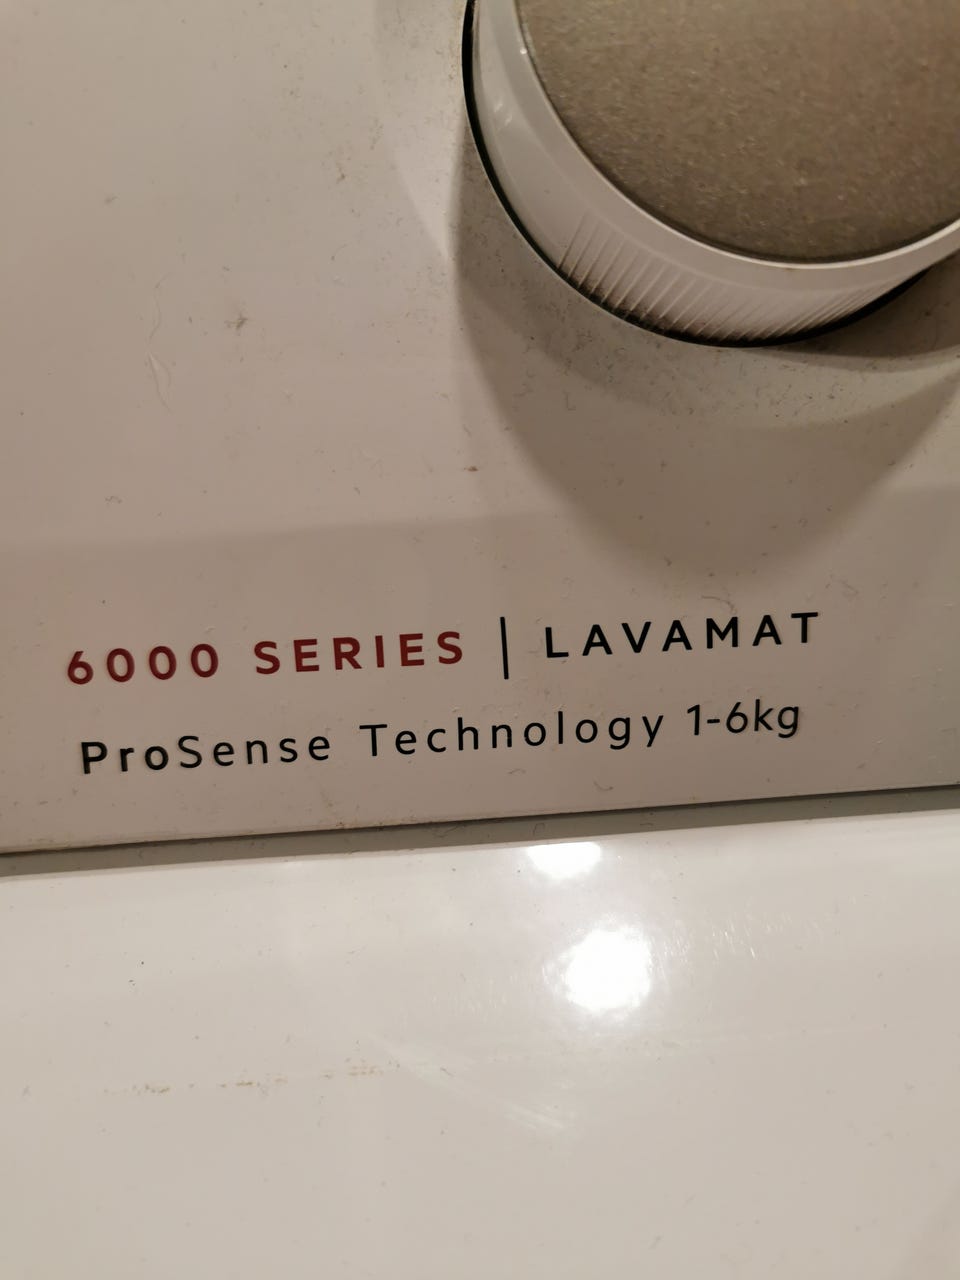 6000 SERIES | LAVAMAT
ProSense Technology 1-6kg